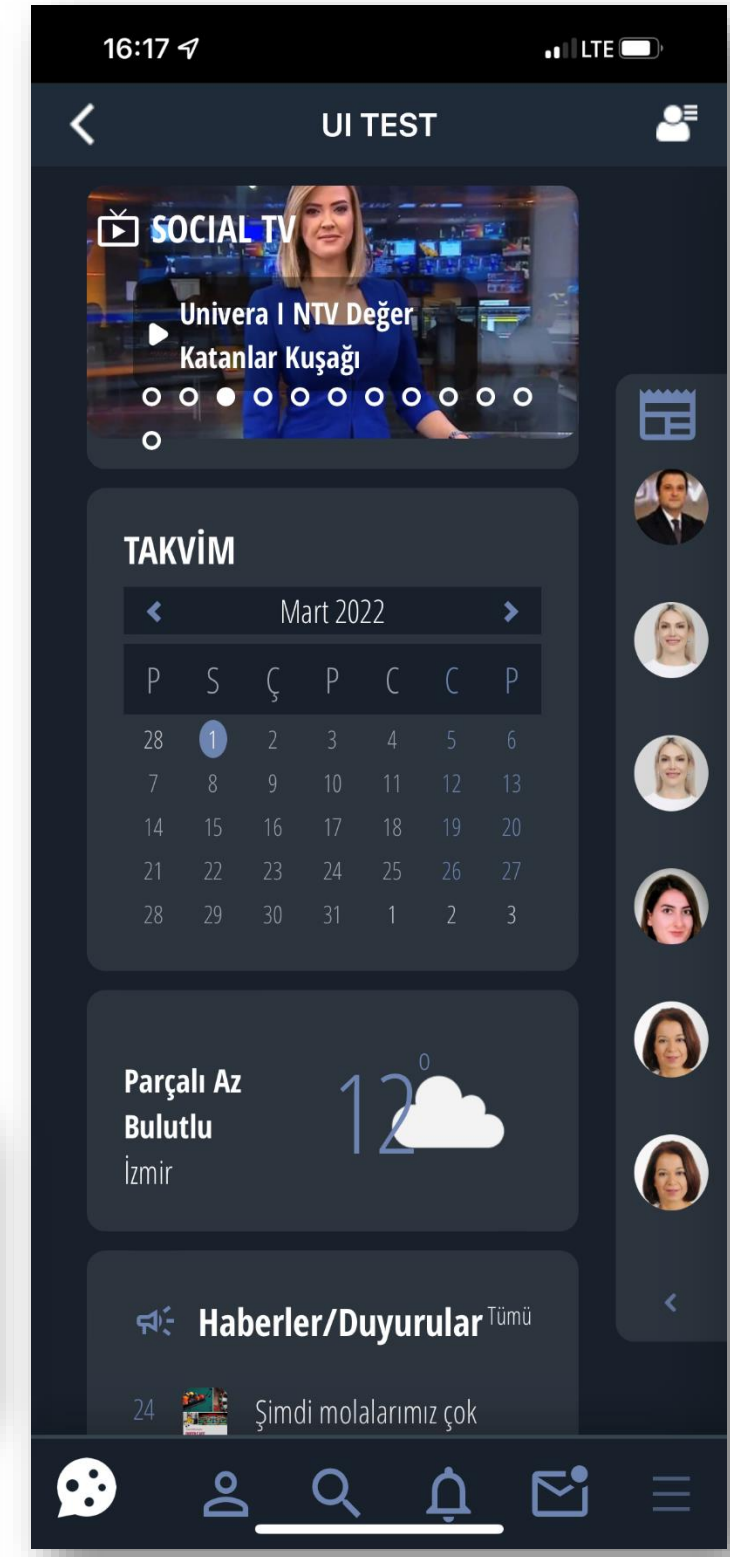 16:17
LTE
UI TEST
SOCIAL TV
Univera I NTV Değer
Katanlar Kuşağı
TAKVİM
Mart 2022
P S Ç P C C P
28 1 2 3 4 5 6
7 8 9 10 11 12 13
14 15 16 17 18 19 20
21 22 23 24 25 26 27
28 29 30 31 1 2 3
12°
Parçalı Az
Bulutlu
İzmir
Haberler/Duyurular Tümü
24 Şimdi molalarımız çok